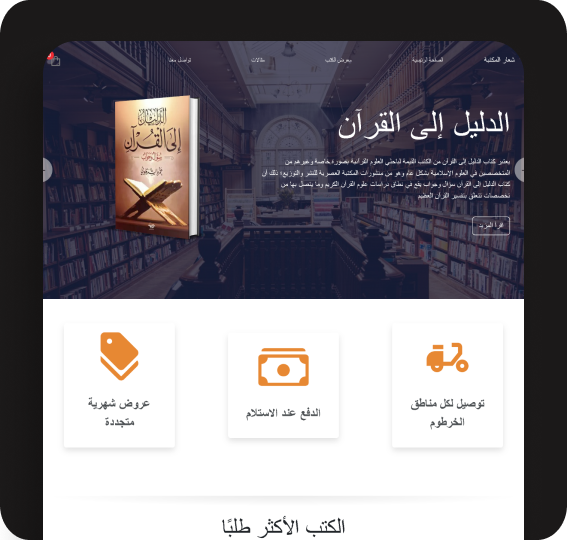 شعار المكتبة
الصفحة الرئيسية
معرض الكتب
مقالات
تواصل معنا
الدليل إلى القرآن
يعتبر كتاب الدليل الى القرآن من الكتب القيمة لباحثي العلوم القرآنية بصورة خاصة وغيرهم من
المتخصصين في العلوم الإسلامية بشكل عام وهو من منشورات المكتبة العصرية للنشر والتوزيع؛ ذلك أن
كتاب الدليل الى القرآن سؤال وجواب يقع في نطاق دراسات علوم القرآن الكريم وما يتصل بها من
تخصصات تتعلق بتفسير القرآن العظيم
اقرأ المزيد
الدليل
إلى القرآن
توصيل لكل مناطق
الخرطوم
الدفع عند الاستلام
عروض شهرية
متجددة
الكتب الأكثر طلبًا